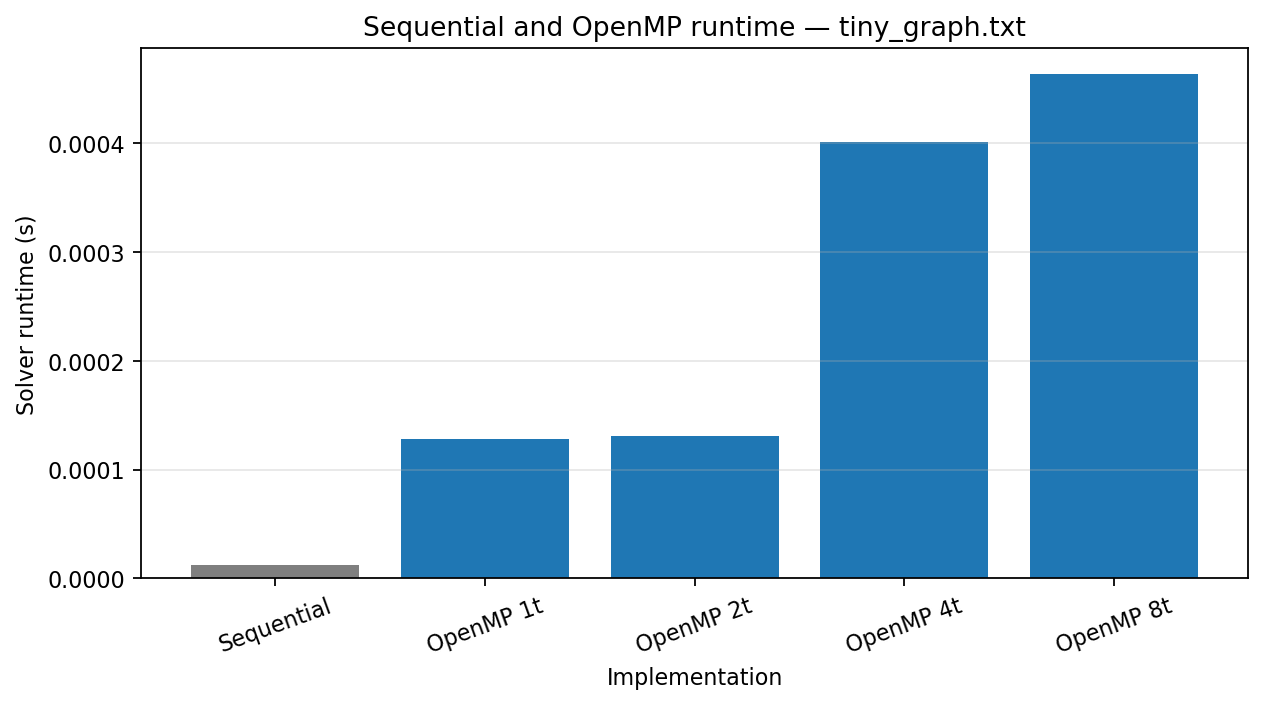 Sequential and OpenMP runtime — tiny_graph.txt
Solver runtime (s)
0.0004
0.0003
0.0002
0.0001
0.0000
Sequential
OpenMP 1t
OpenMP 2t
OpenMP 4t
OpenMP 8t
Implementation